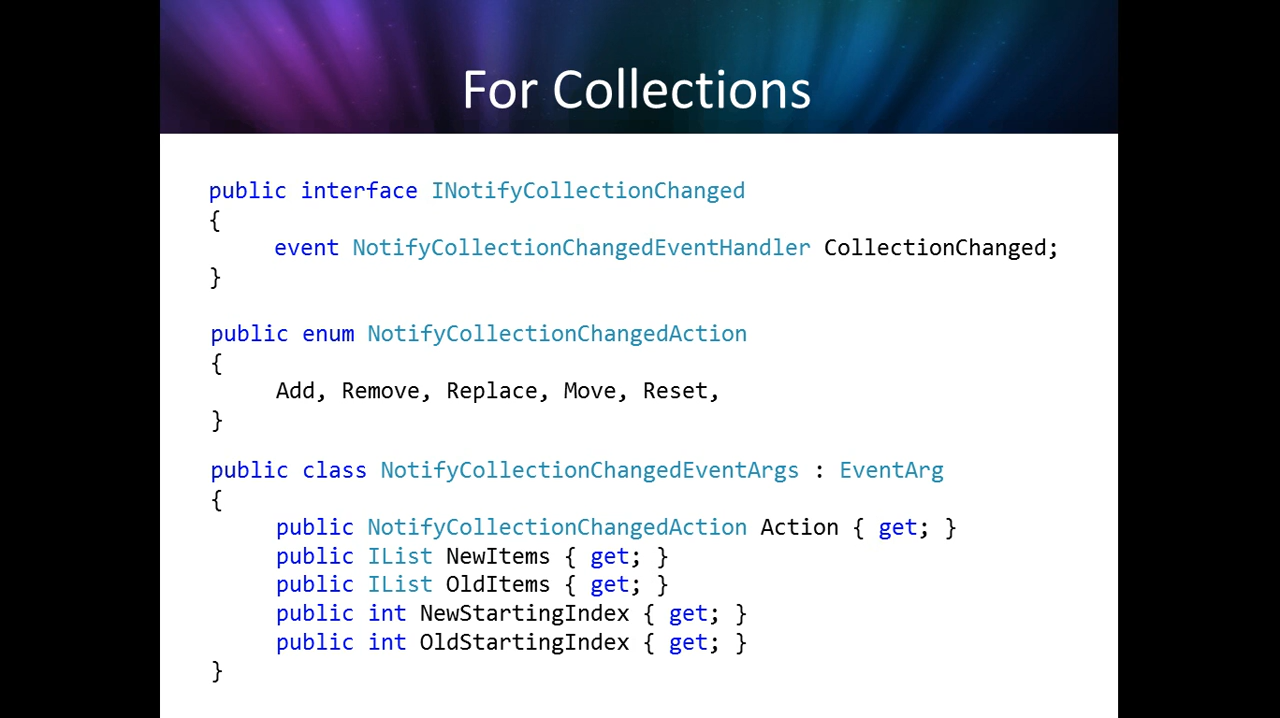 For Collections
public interface INotifyCollectionChanged
{
event NotifyCollectionChangedEventHandler CollectionChanged;
}
public enum NotifyCollectionChangedAction
{
Add, Remove, Replace, Move, Reset,
}
public class NotifyCollectionChangedEventArgs : EventArg
{
public NotifyCollectionChangedAction Action { get; }
public IList NewItems { get; }
public IList OldItems { get; }
public int NewStartingIndex { get; }
public int OldStartingIndex { get; }
}